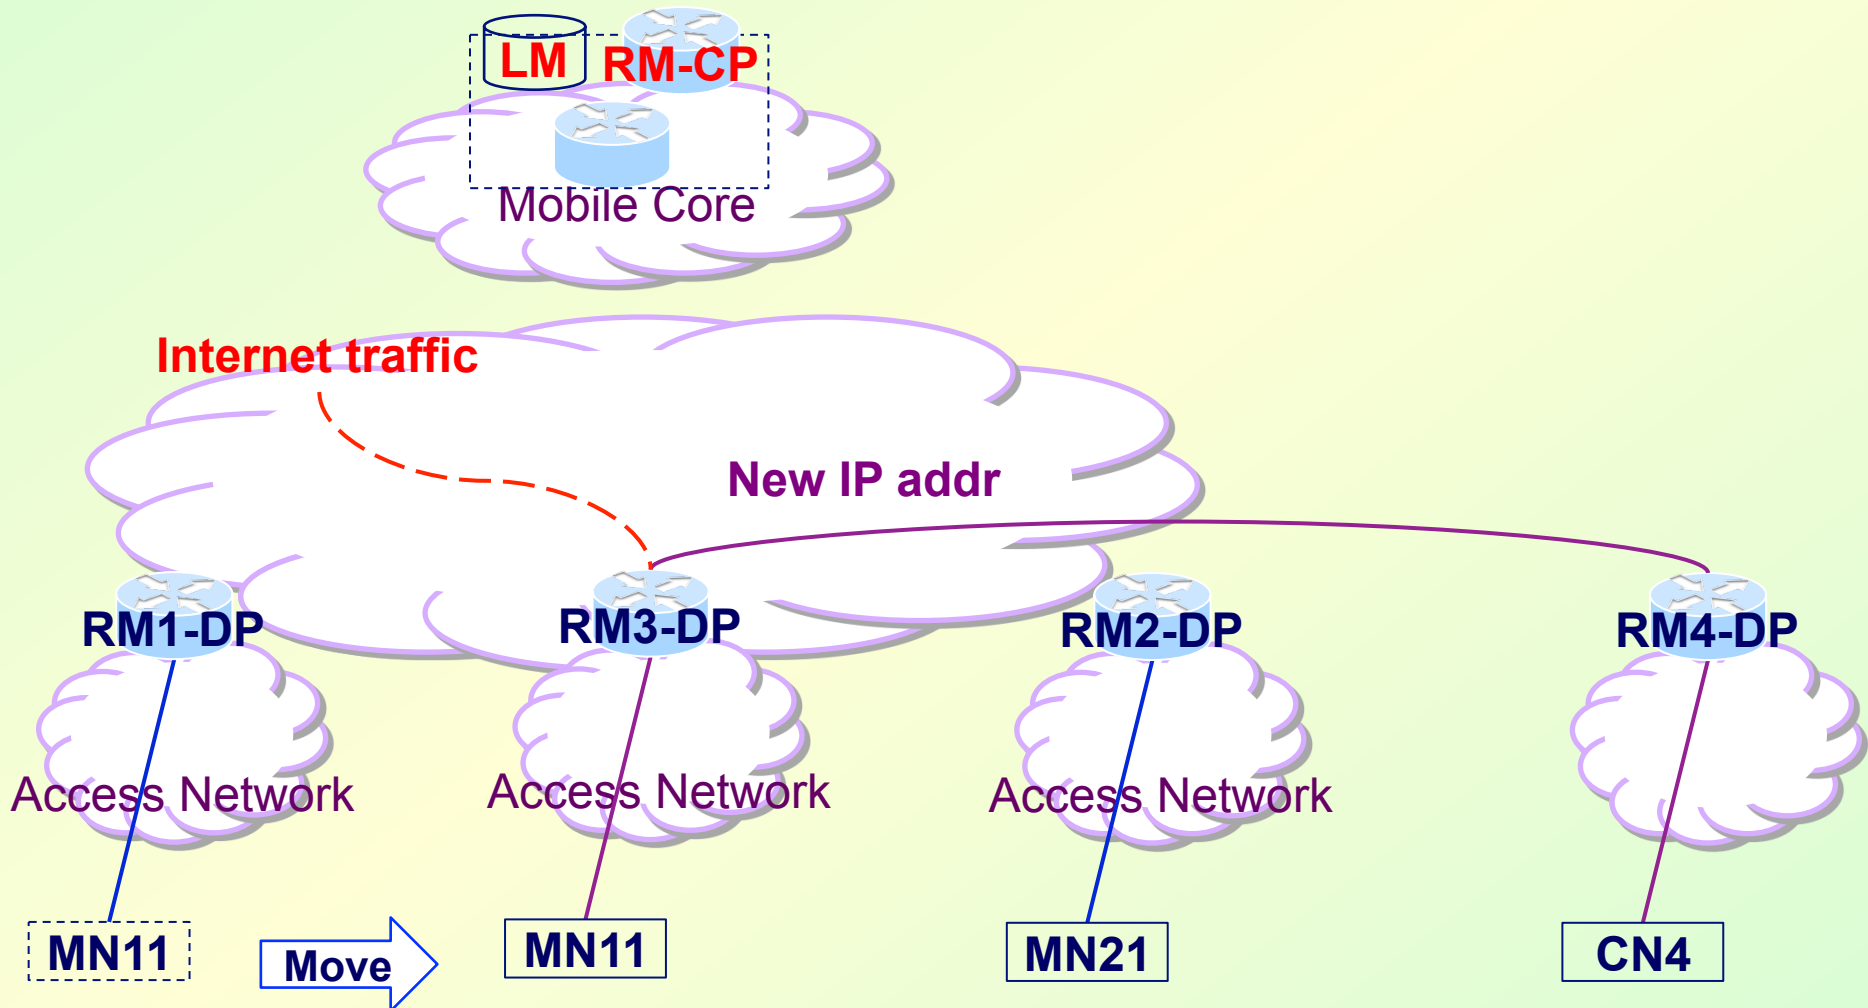 LM
RM-CP
Mobile Core
Internet traffic
New IP addr
RM1-DP
RM3-DP
RM2-DP
RM4-DP
Access Network
Access Network
Access Network
MN11
Move
MN11
MN21
CN4